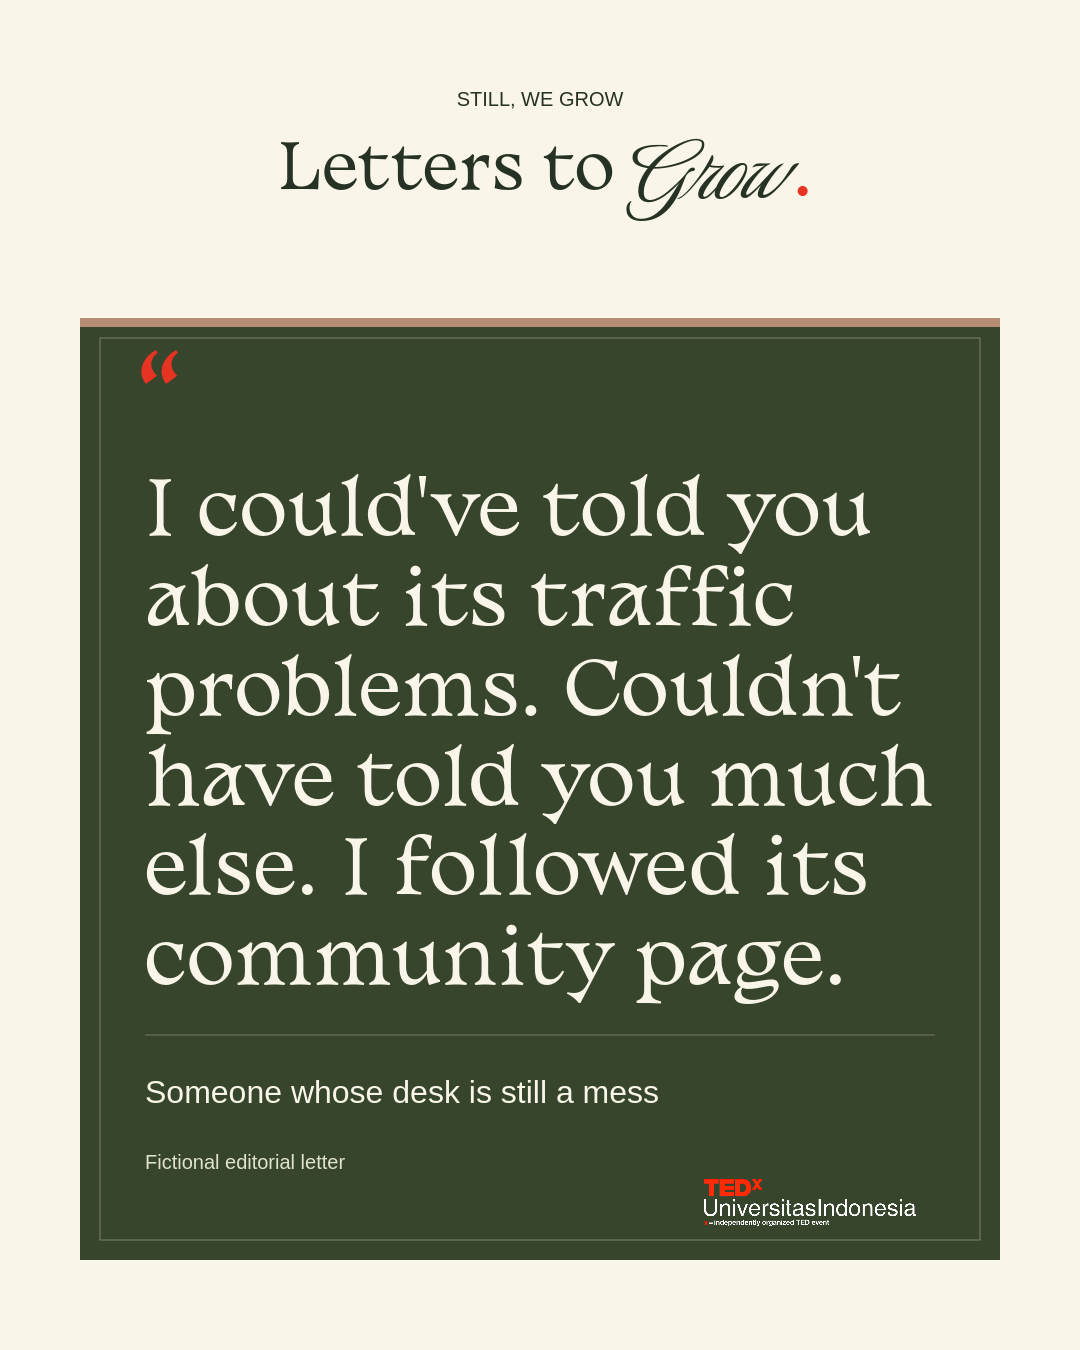 STILL, WE GROW
Letters to Grow.
“
I could've told you
about its traffic
problems. Couldn't
have told you much
else. I followed its
community page.
Someone whose desk is still a mess
Fictional editorial letter
TEDx
UniversitasIndonesia
x = independently organized TED event